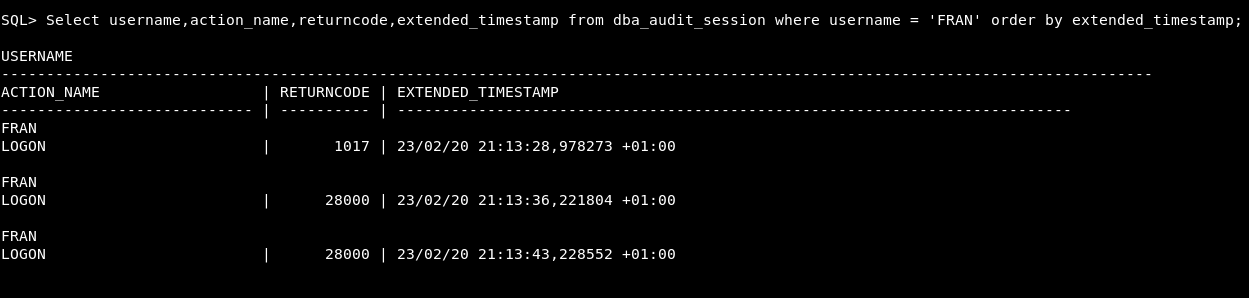 SQL> Select username,action_name,returncode,extended_timestamp from dba_audit_session where username = 'FRAN' order by extended_timestamp;
USERNAME
--------------------------------------------------------------------------------------------------------------------------------
ACTION_NAME                  | RETURNCODE | EXTENDED_TIMESTAMP
---------------------------- | ---------- | ---------------------------------------------------------------------------
FRAN
LOGON                        |       1017 | 23/02/20 21:13:28,978273 +01:00
FRAN
LOGON                        |      28000 | 23/02/20 21:13:36,221804 +01:00
FRAN
LOGON                        |      28000 | 23/02/20 21:13:43,228552 +01:00